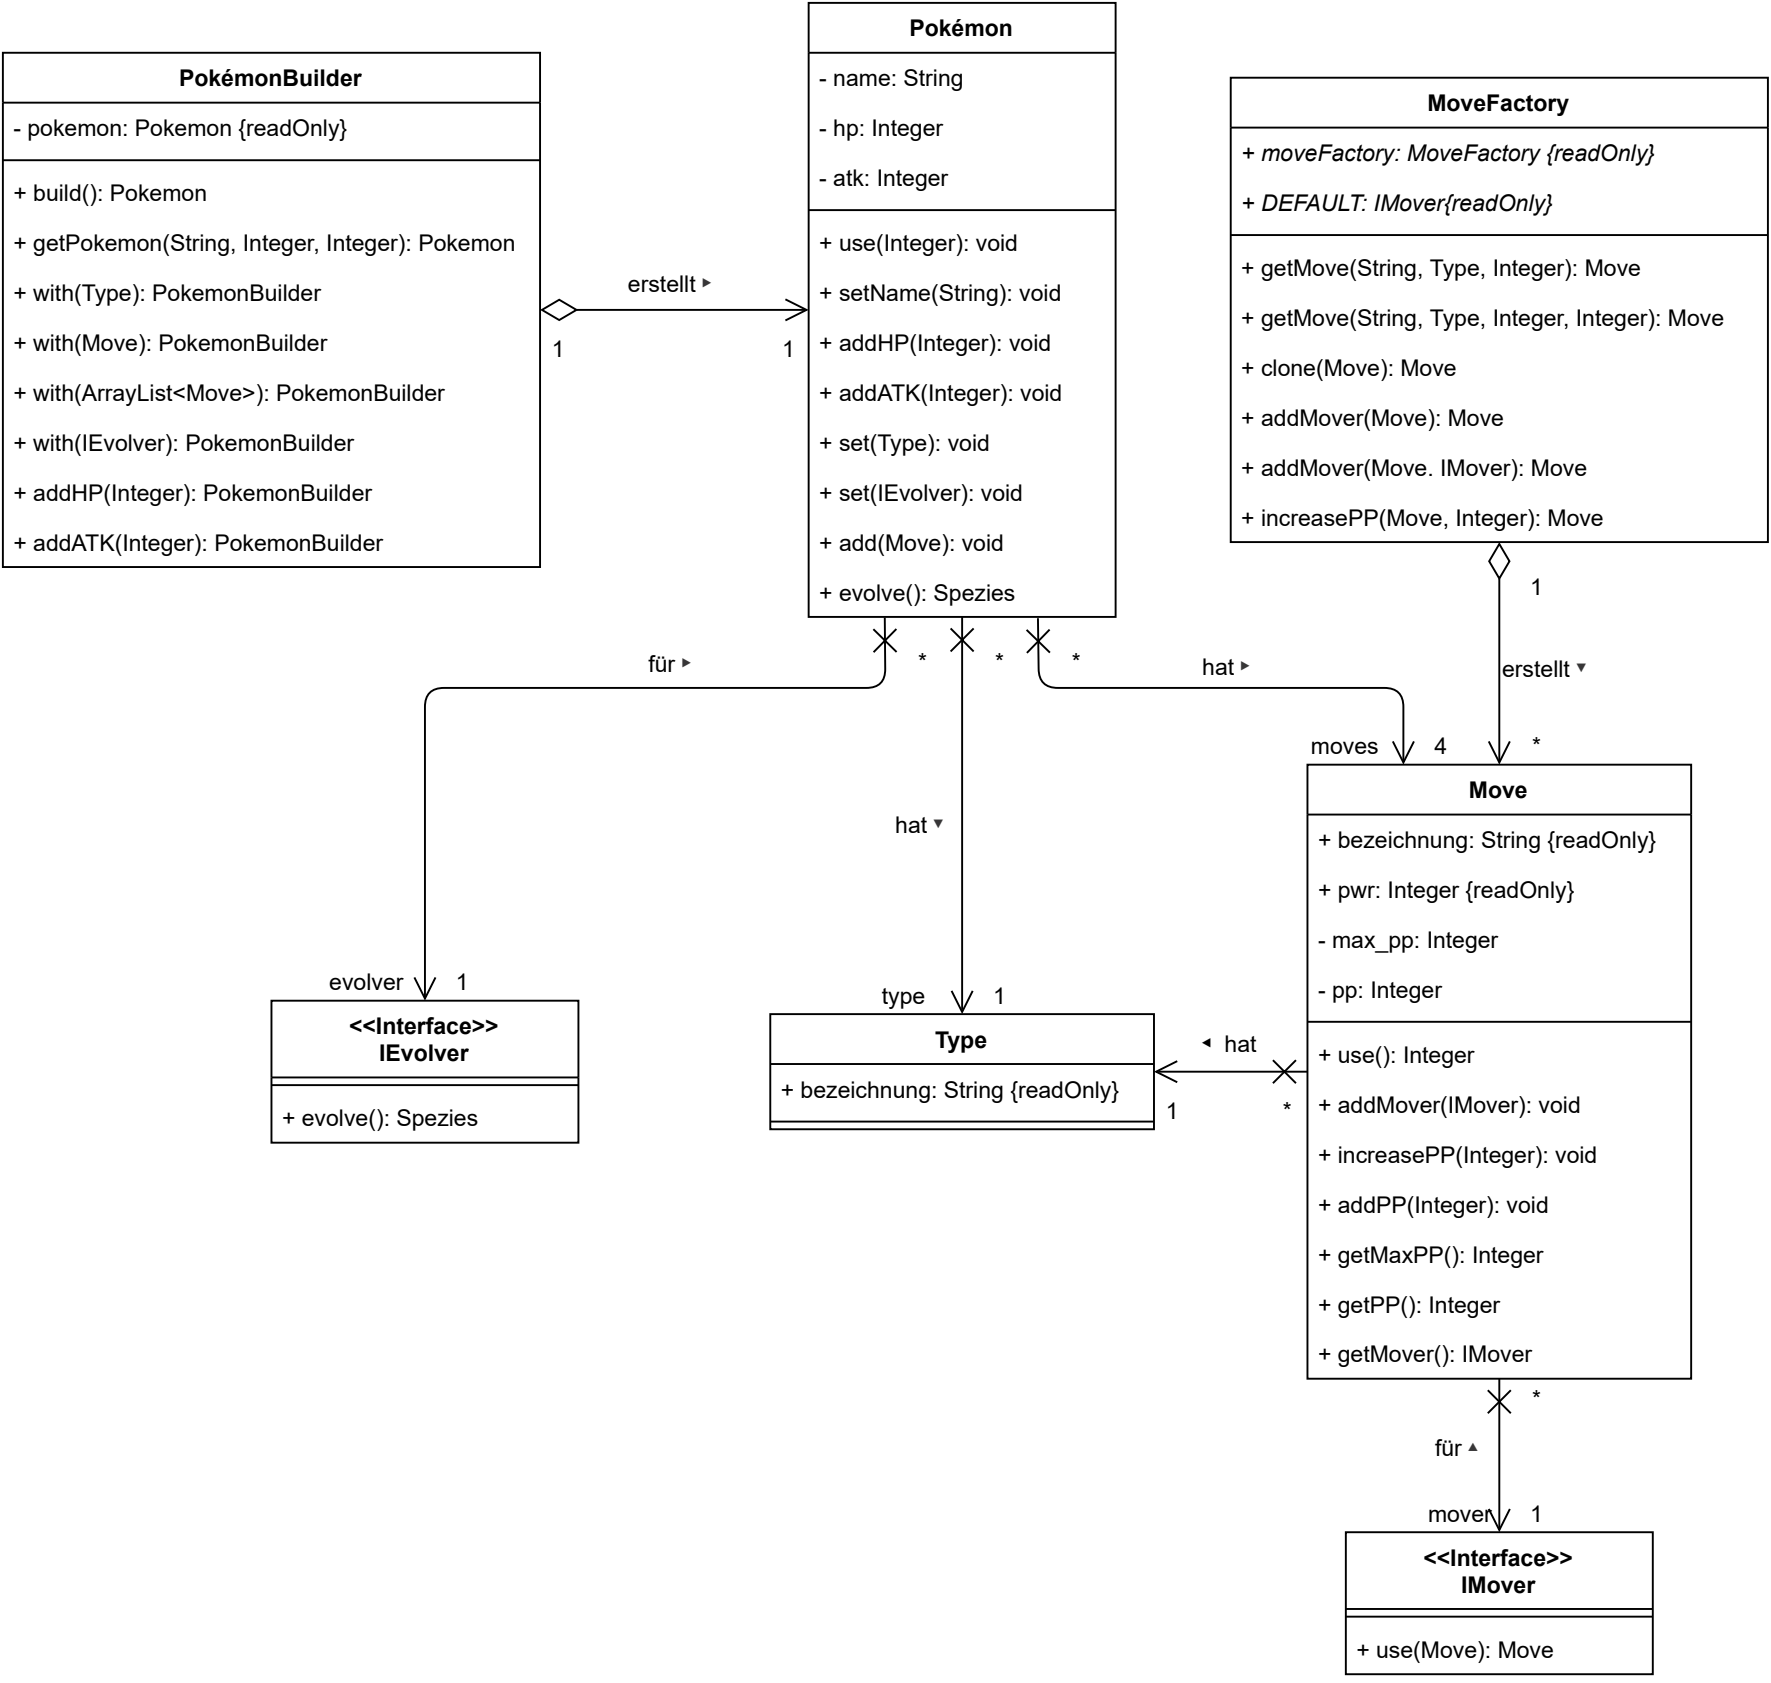 PokémonBuilder
- pokemon: Pokemon {readOnly}
+ build(): Pokemon
+ getPokemon(String, Integer, Integer): Pokemon
+ with(Type): PokemonBuilder
+ with(Move): PokemonBuilder
+ with(ArrayList<Move>): PokemonBuilder
+ with(IEvolver): PokemonBuilder
+ addHP(Integer): PokemonBuilder
+ addATK(Integer): PokemonBuilder
erstellt ▸
1
1
Pokémon
- name: String
- hp: Integer
- atk: Integer
+ use(Integer): void
+ setName(String): void
+ addHP(Integer): void
+ addATK(Integer): void
+ set(Type): void
+ set(IEvolver): void
+ add(Move): void
+ evolve(): Spezies
MoveFactory
+ moveFactory: MoveFactory {readOnly}
+ DEFAULT: IMover{readOnly}
+ getMove(String, Type, Integer): Move
+ getMove(String, Type, Integer, Integer): Move
+ clone(Move): Move
+ addMover(Move): Move
+ addMover(Move. IMover): Move
+ increasePP(Move, Integer): Move
1
erstellt ▾
*
für ▸
*
*
*
hat ▸
moves
4
hat ▾
evolver
1
<<Interface>>
IEvolver
+ evolve(): Spezies
type
1
Type
+ bezeichnung: String {readOnly}
◂ hat
1
*
Move
+ bezeichnung: String {readOnly}
+ pwr: Integer {readOnly}
- max_pp: Integer
- pp: Integer
+ use(): Integer
+ addMover(IMover): void
+ increasePP(Integer): void
+ addPP(Integer): void
+ getMaxPP(): Integer
+ getPP(): Integer
+ getMover(): IMover
*
für ▴
mover
1
<<Interface>>
IMover
+ use(Move): Move